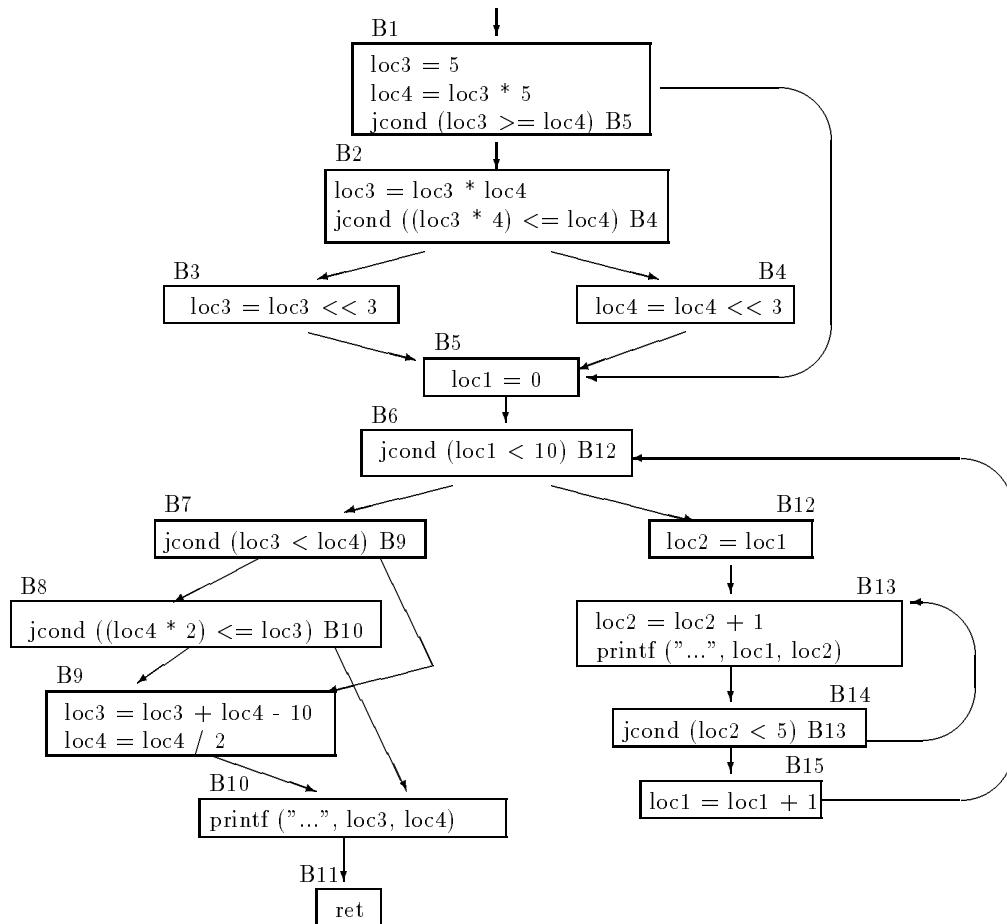 B1
loc3 = 5
loc4 = loc3 * 5
jcond (loc3 >= loc4) B5
B2
loc3 = loc3 * loc4
jcond ((loc3 * 4) <= loc4) B4
B3
loc3 = loc3 << 3
B4
loc4 = loc4 << 3
B5
loc1 = 0
B6
jcond (loc1 < 10) B12
B7
jcond (loc3 < loc4) B9
B8
jcond ((loc4 * 2) <= loc3) B10
B9
loc3 = loc3 + loc4 - 10
loc4 = loc4 / 2
B10
printf ("...", loc3, loc4)
B11
ret
B12
loc2 = loc1
B13
loc2 = loc2 + 1
printf ("...", loc1, loc2)
B14
jcond (loc2 < 5) B13
B15
loc1 = loc1 + 1